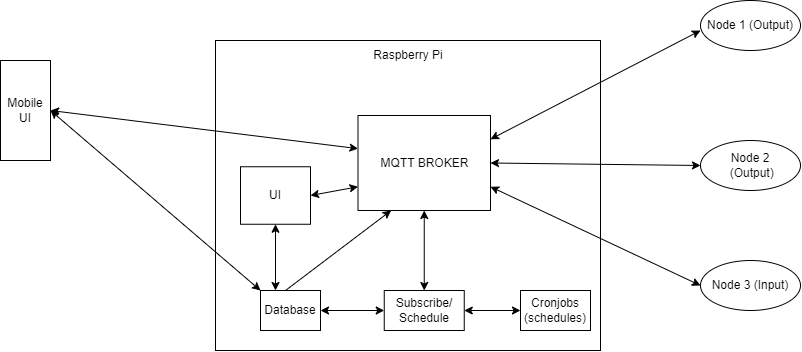 Node 1 (Output)
Raspberry Pi
Mobile
UI
MQTT BROKER
Node 2
(Output)
UI
Node 3 (Input)
Database
Subscribe/
Schedule
Cronjobs
(schedules)